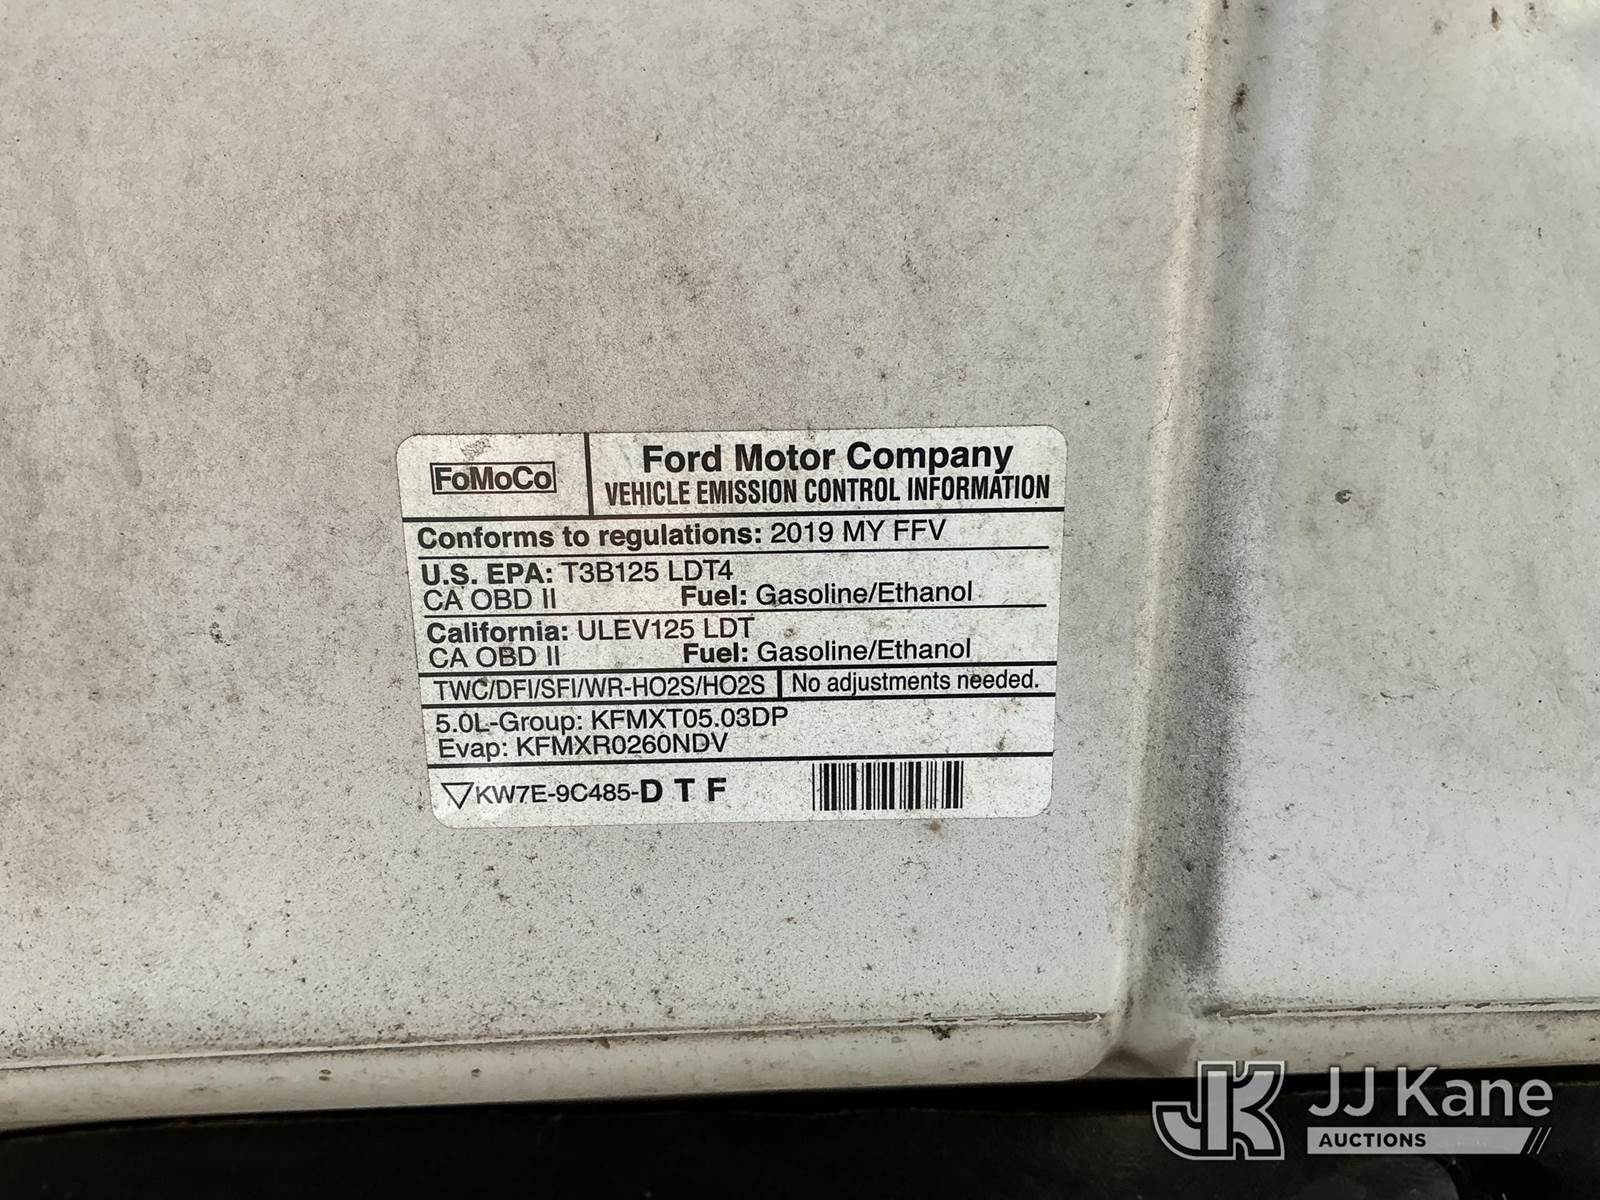 FoMoCo
Ford Motor Company
VEHICLE EMISSION CONTROL INFORMATION
Conforms to regulations: 2019 MY FFV
U.S. EPA: T3B125 LDT4
CA OBD II Fuel: Gasoline/Ethanol
California: ULEV125 LDT
CA OBD II Fuel: Gasoline/Ethanol
TWC/DFI/SFI/WR-HO2S/HO2S No adjustments needed.
5.0L-Group: KFMXT05.03DP
Evap: KFMXR0260NDV
KW7E-9C485-D T F
JK JJ Kane
AUCTIONS